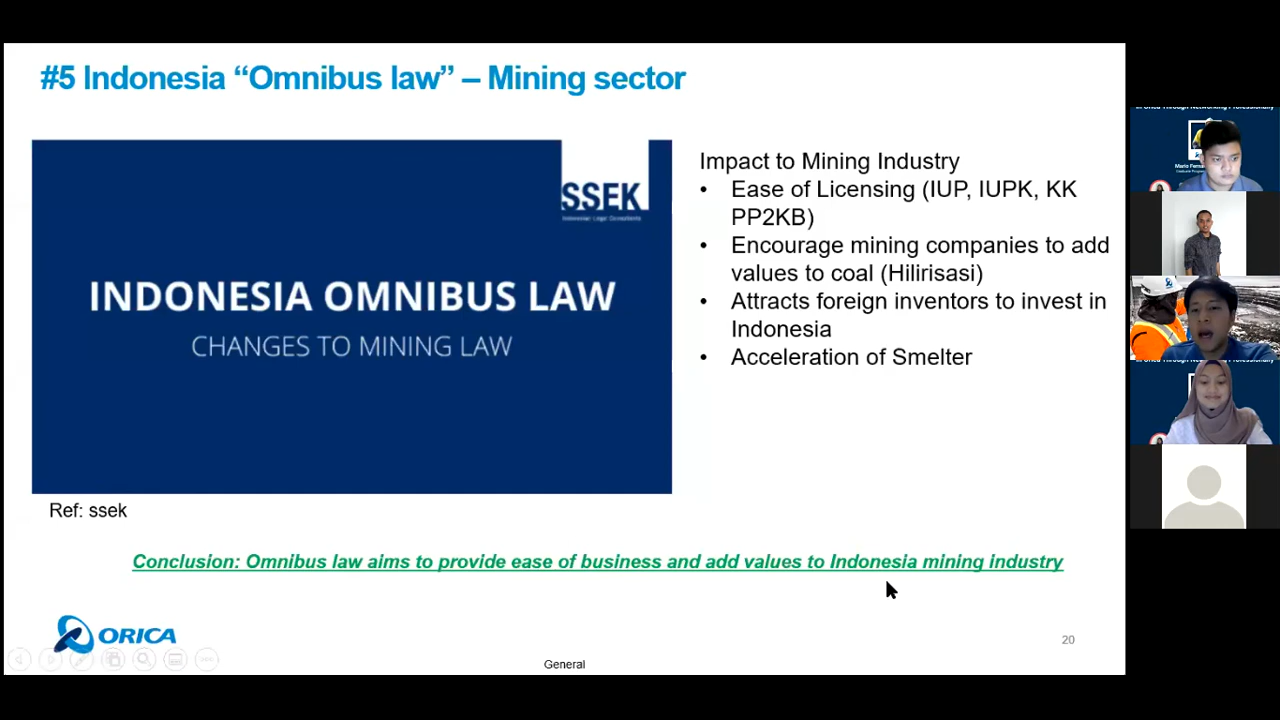 #5 Indonesia “Omnibus law” – Mining sector
SSEK
Indonesian Legal Consultants
INDONESIA OMNIBUS LAW
CHANGES TO MINING LAW
Ref: ssek
Impact to Mining Industry
• Ease of Licensing (IUP, IUPK, KK
PP2KB)
• Encourage mining companies to add
values to coal (Hilirisasi)
• Attracts foreign inventors to invest in
Indonesia
• Acceleration of Smelter
Conclusion: Omnibus law aims to provide ease of business and add values to Indonesia mining industry
ORICA
General
20